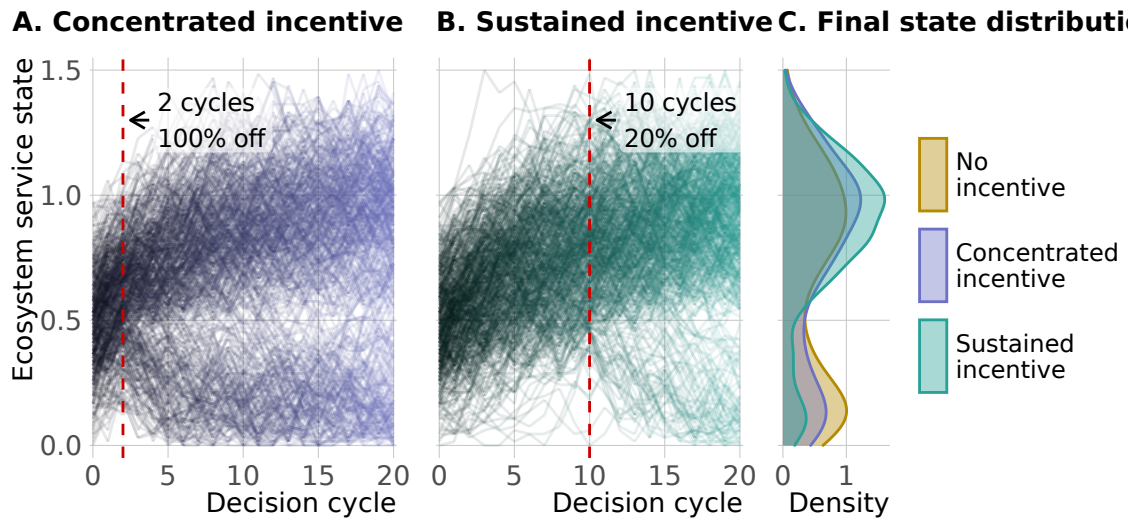 A. Concentrated incentive
B. Sustained incentive
C. Final state distributi
Ecosystem service state
1.5
1.0
0.5
0.0
2 cycles
100% off
0
5
10
15
20
Decision cycle
10 cycles
20% off
0
5
10
15
20
Decision cycle
0
1
Density
No
incentive
Concentrated
incentive
Sustained
incentive